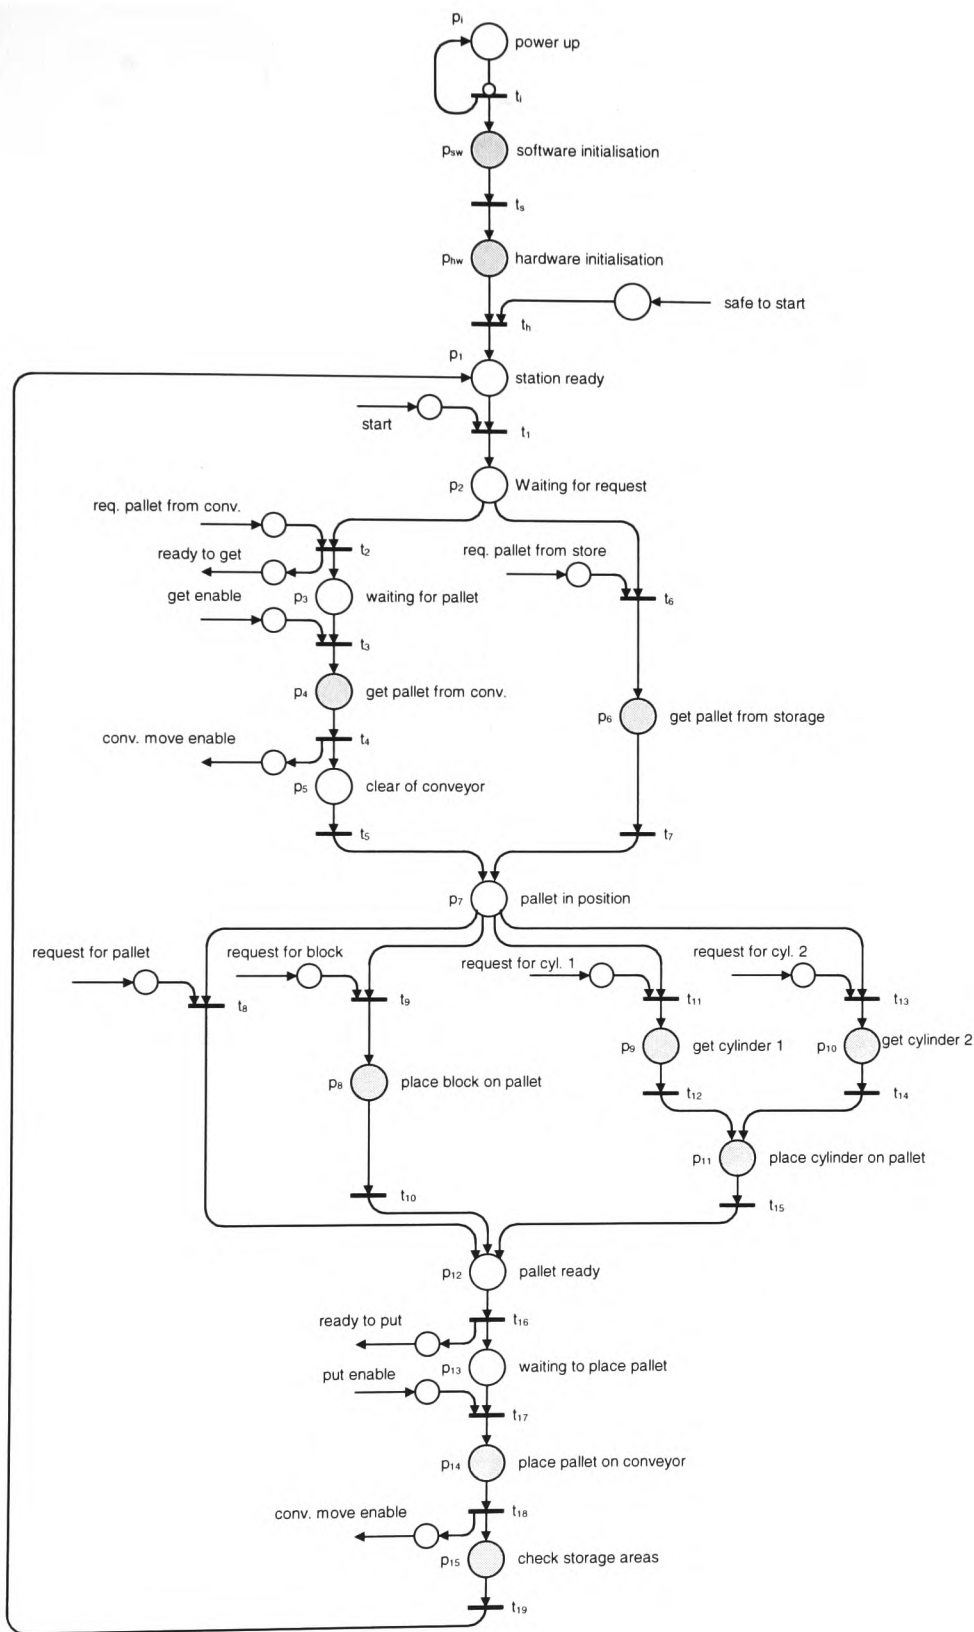 pᵢ
power up
tᵢ
pₛw software initialisation
tₛ
pₕw hardware initialisation
safe to start
tₕ
p₁
station ready
start
t₁
p₂ Waiting for request
req. pallet from conv.
t₂
ready to get
req. pallet from store
get enable
p₃ waiting for pallet
t₆
t₃
p₄ get pallet from conv.
p₆ get pallet from storage
conv. move enable
t₄
p₅ clear of conveyor
t₅
t₇
p₇ pallet in position
request for pallet
request for block
request for cyl. 1
request for cyl. 2
t₈
t₉
t₁₁
t₁₃
p₉ get cylinder 1
p₁₀ get cylinder 2
p₈ place block on pallet
t₁₂
t₁₄
p₁₁ place cylinder on pallet
t₁₀
t₁₅
p₁₂ pallet ready
ready to put
t₁₆
p₁₃ waiting to place pallet
put enable
t₁₇
p₁₄ place pallet on conveyor
conv. move enable
t₁₈
p₁₅ check storage areas
t₁₉